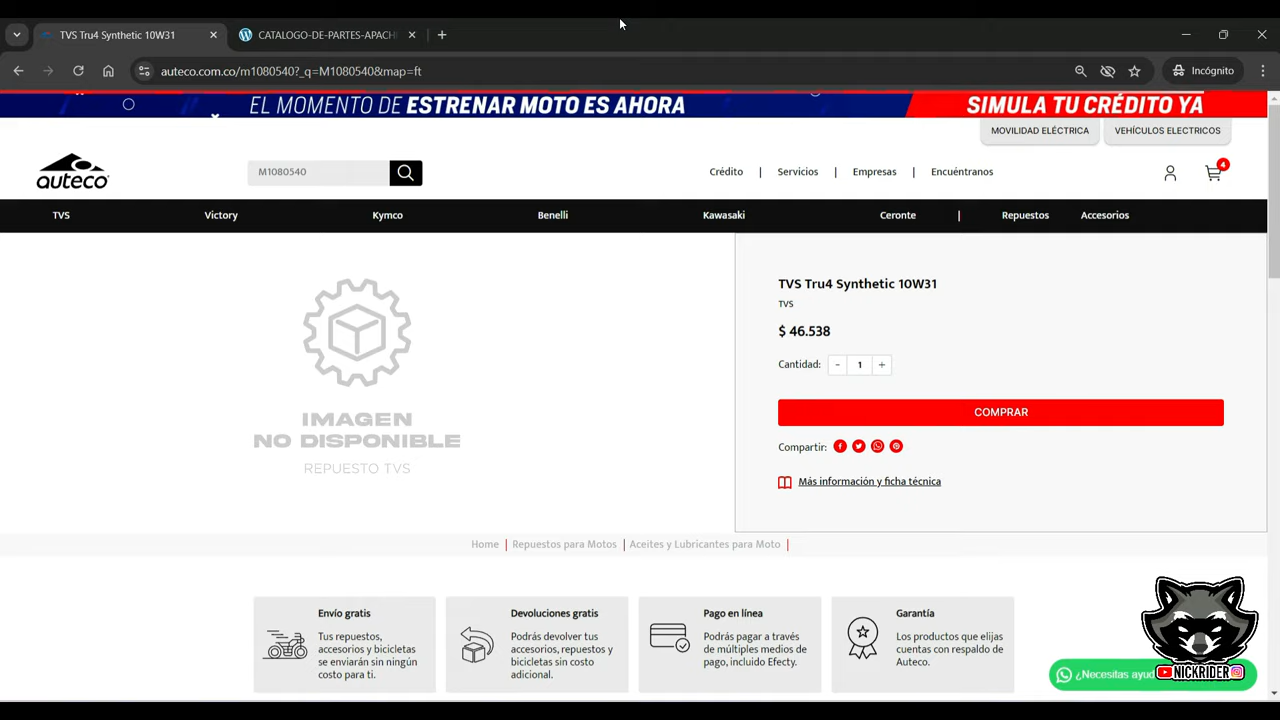 TVS Tru4 Synthetic 10W31
CATALOGO-DE-PARTES-APACH
auteco.com.co/m1080540?_q=M1080540&map=ft
Incógnito
EL MOMENTO DE ESTRENAR MOTO ES AHORA
SIMULA TU CRÉDITO YA
MOVILIDAD ELÉCTRICA
VEHÍCULOS ELECTRICOS
auteco
M1080540
Crédito | Servicios | Empresas | Encuéntranos
4
TVS Victory Kymco Benelli Kawasaki Ceronte | Repuestos Accesorios
IMAGEN
NO DISPONIBLE
REPUESTO TVS
TVS Tru4 Synthetic 10W31
TVS
$ 46.538
Cantidad: - 1 +
COMPRAR
Compartir:
Más información y ficha técnica
Home | Repuestos para Motos | Aceites y Lubricantes para Moto |
Envío gratis
Tus repuestos,
accesorios y bicicletas
se enviarán sin ningún
costo para ti.
Devoluciones gratis
Podrás devolver tus
accesorios, repuestos y
bicicletas sin costo
adicional.
Pago en línea
Podrás pagar a través
de múltiples medios de
pago, incluido Efecty.
Garantía
Los productos que elijas
cuentas con respaldo de
Auteco.
¿Necesitas ayud
NICKRIDER